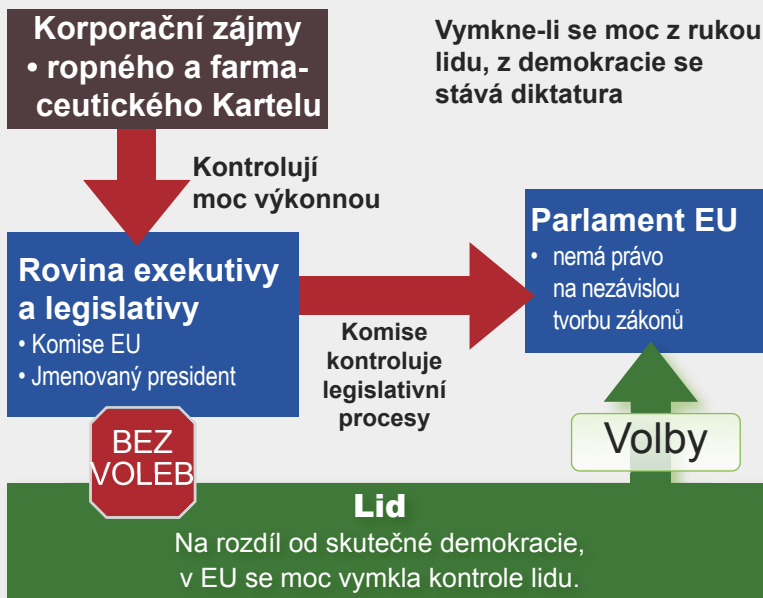 Korporační zájmy
• ropného a farma-
ceutického Kartelu
Vymkne-li se moc z rukou
lidu, z demokracie se
stává diktatura
Kontrolují
moc výkonnou
Rovina exekutivy
a legislativy
• Komise EU
• Jmenovaný president
Komise
kontroluje
legislativní
procesy
Parlament EU
• nemá právo
na nezávislou
tvorbu zákonů
BEZ
VOLEB
Volby
Lid
Na rozdíl od skutečné demokracie,
v EU se moc vymkla kontrole lidu.